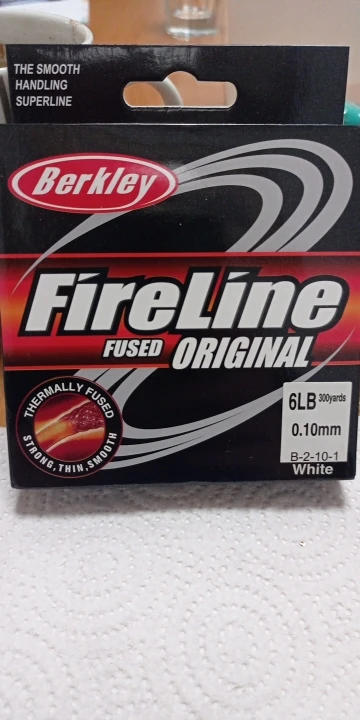 THE SMOOTH
HANDLING
SUPERLINE
Berkley
FireLine
FUSED ORIGINAL
THERMALLY FUSED
STRONG, THIN, SMOOTH
6LB 300yards
0.10mm
B-2-10-1
White